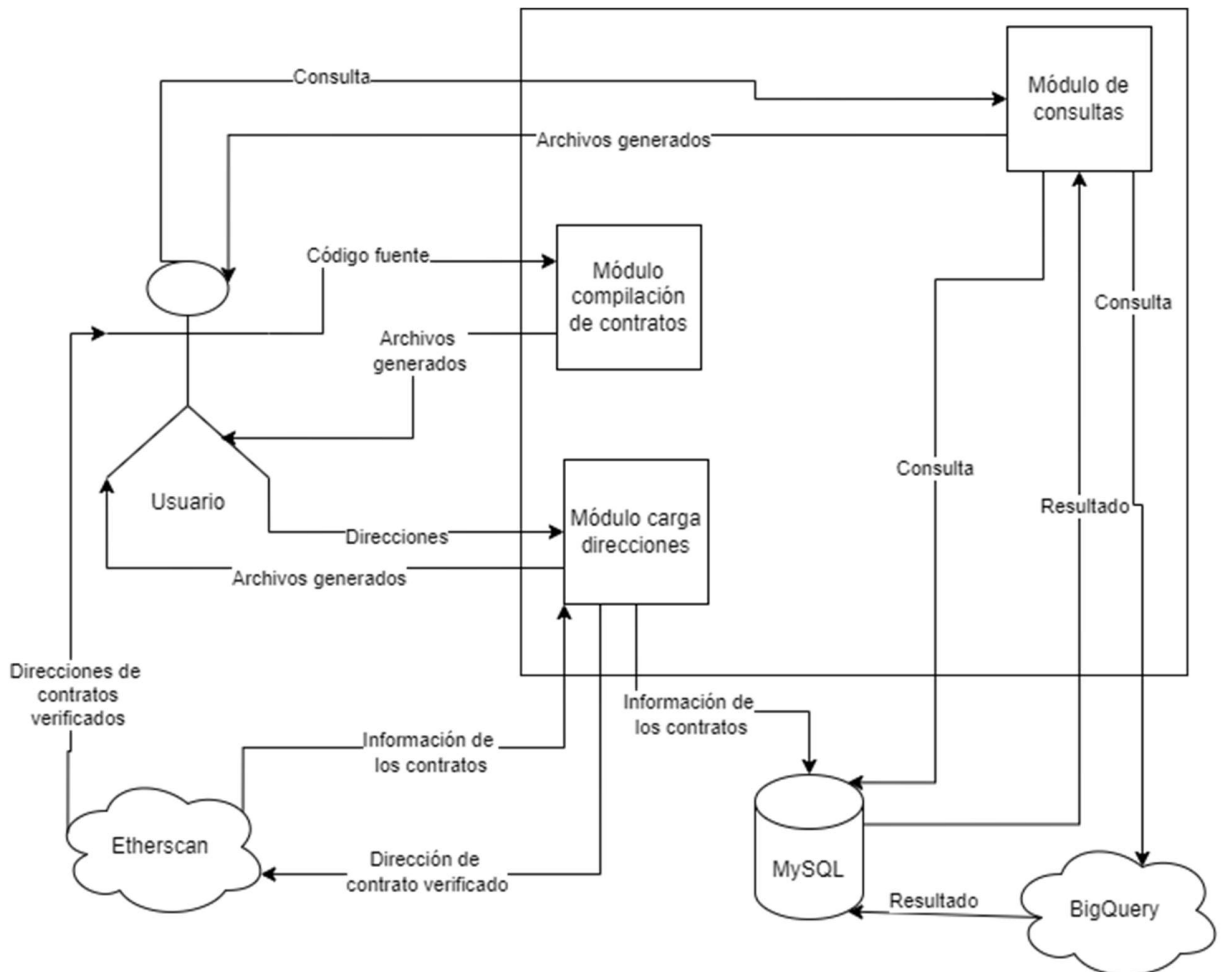 Consulta
Módulo de
consultas
Archivos generados
Código fuente
Módulo
compilación
de contratos
Archivos
generados
Consulta
Consulta
Usuario
Módulo carga
direcciones
Direcciones
Resultado
Archivos generados
Direcciones de
contratos
verificados
Información de
los contratos
Información de
los contratos
Etherscan
Dirección de
contrato verificado
MySQL
Resultado
BigQuery